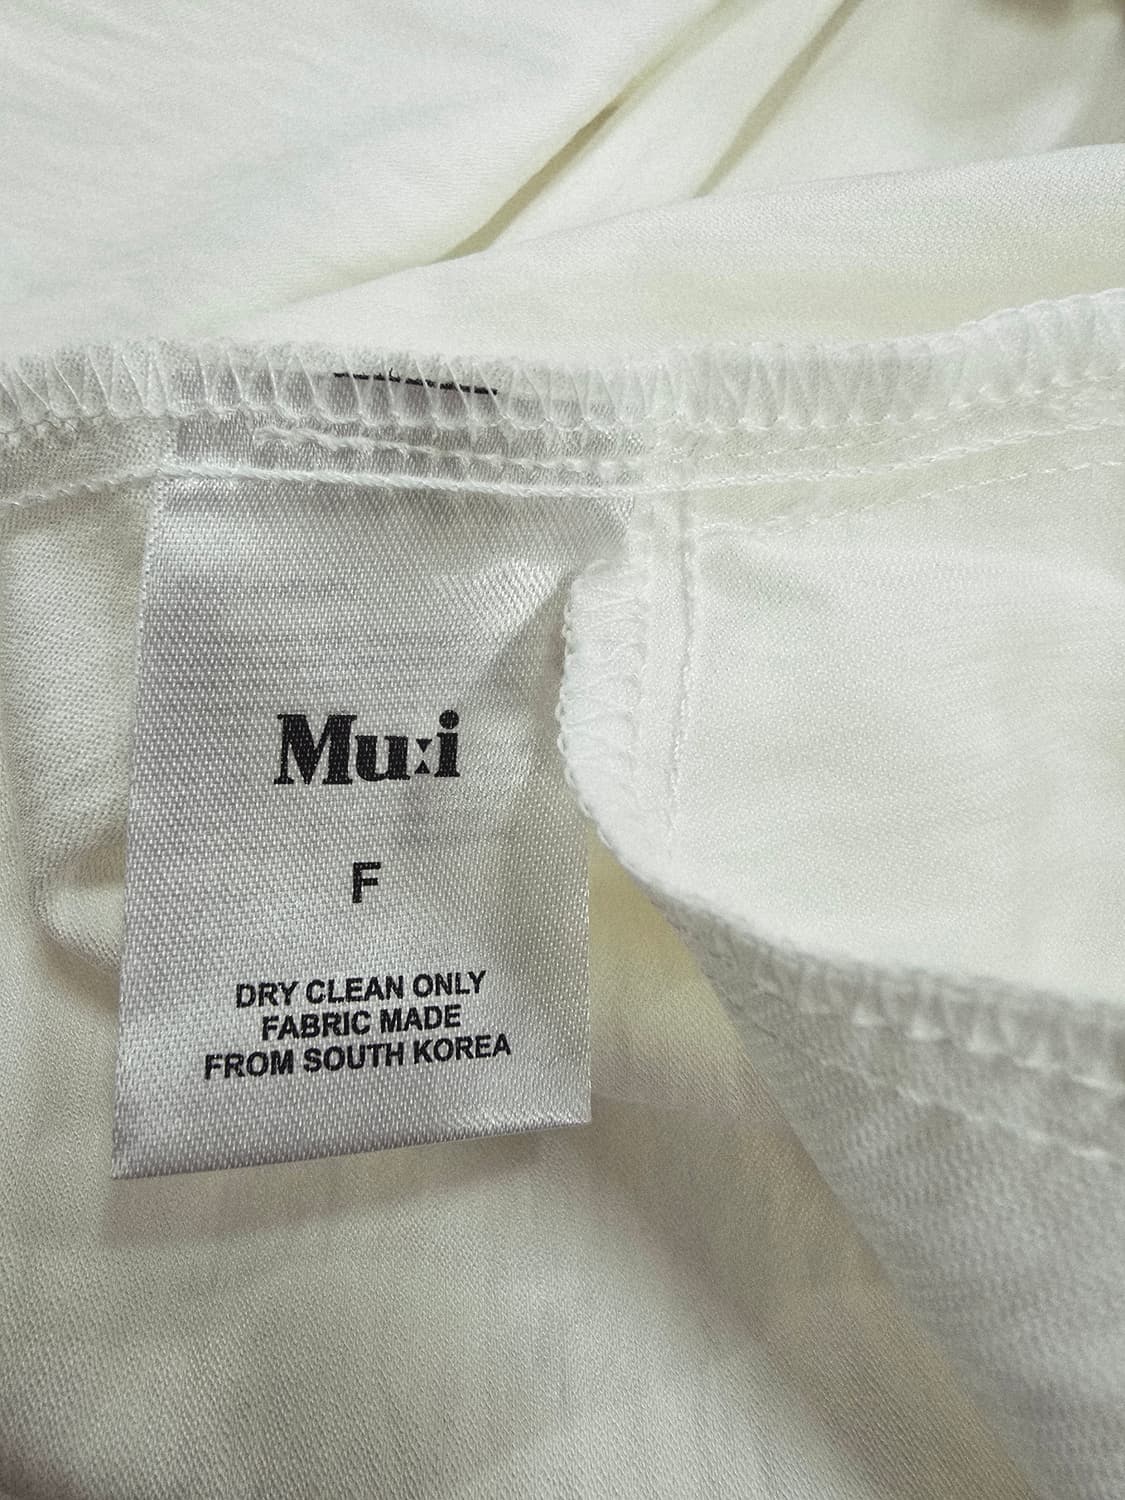 Mu:i
F
DRY CLEAN ONLY
FABRIC MADE
FROM SOUTH KOREA